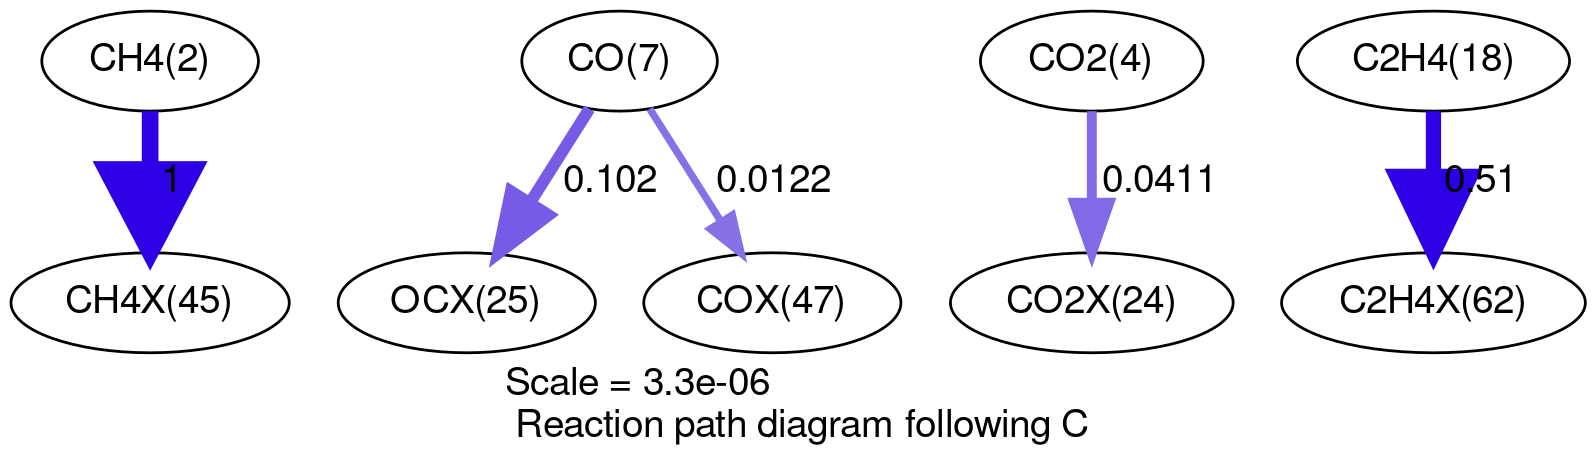 CH4(2)
CO(7)
CO2(4)
C2H4(18)
1
0.102
0.0122
0.0411
0.51
CH4X(45)
OCX(25)
COX(47)
CO2X(24)
C2H4X(62)
Scale = 3.3e-06
Reaction path diagram following C